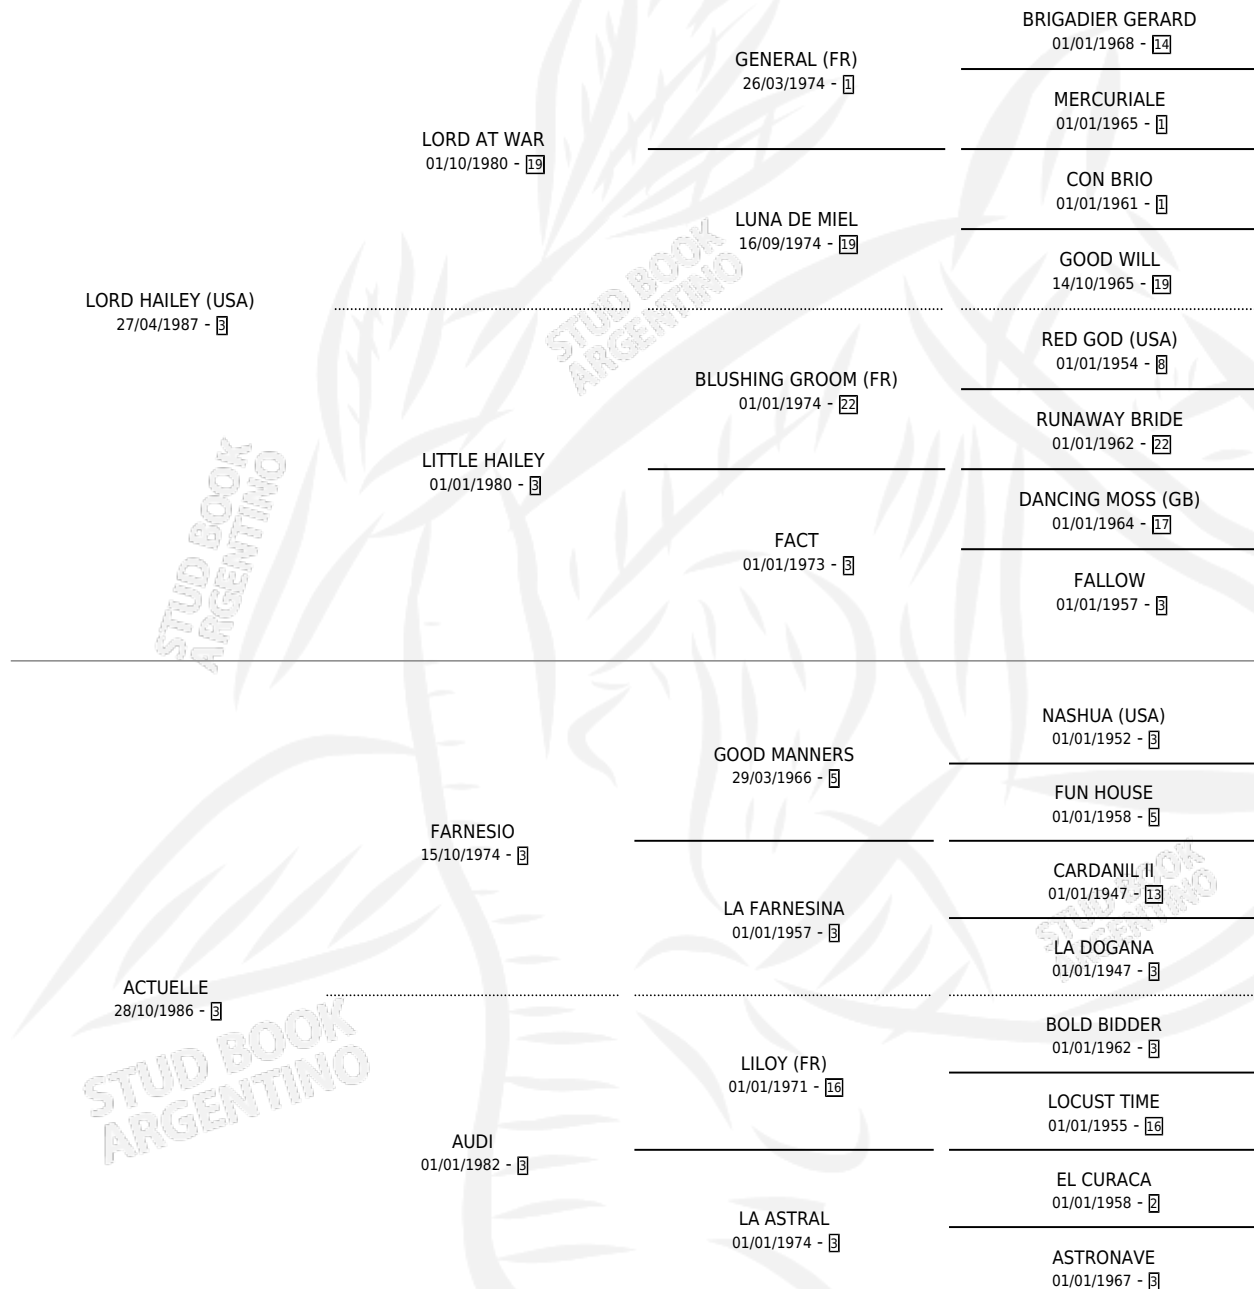 BRIGADIER GERARD
01/01/1968 - 14
GENERAL (FR)
26/03/1974 - 1
MERCURIALE
01/01/1965 - 1
LORD AT WAR
01/10/1980 - 19
CON BRIO
01/01/1961 - 1
LUNA DE MIEL
16/09/1974 - 19
GOOD WILL
14/10/1965 - 19
LORD HAILEY (USA)
27/04/1987 - 3
RED GOD (USA)
01/01/1954 - 8
BLUSHING GROOM (FR)
01/01/1974 - 22
RUNAWAY BRIDE
01/01/1962 - 22
LITTLE HAILEY
01/01/1980 - 3
DANCING MOSS (GB)
01/01/1964 - 17
FACT
01/01/1973 - 3
FALLOW
01/01/1957 - 3
NASHUA (USA)
01/01/1952 - 3
GOOD MANNERS
29/03/1966 - 5
FUN HOUSE
01/01/1958 - 5
FARNESIO
15/10/1974 - 3
CARDANIL II
01/01/1947 - 13
LA FARNESINA
01/01/1957 - 3
LA DOGANA
01/01/1947 - 3
ACTUELLE
28/10/1986 - 3
BOLD BIDDER
01/01/1962 - 3
LILOY (FR)
01/01/1971 - 16
LOCUST TIME
01/01/1955 - 16
AUDI
01/01/1982 - 3
EL CURACA
01/01/1958 - 2
LA ASTRAL
01/01/1974 - 3
ASTRONAVE
01/01/1967 - 3
STUD BOOK
ARGENTINO
STUD BOOK
ARGENTINO
STUD BOOK
ARGENTINO
STUD BOOK
ARGENTINO